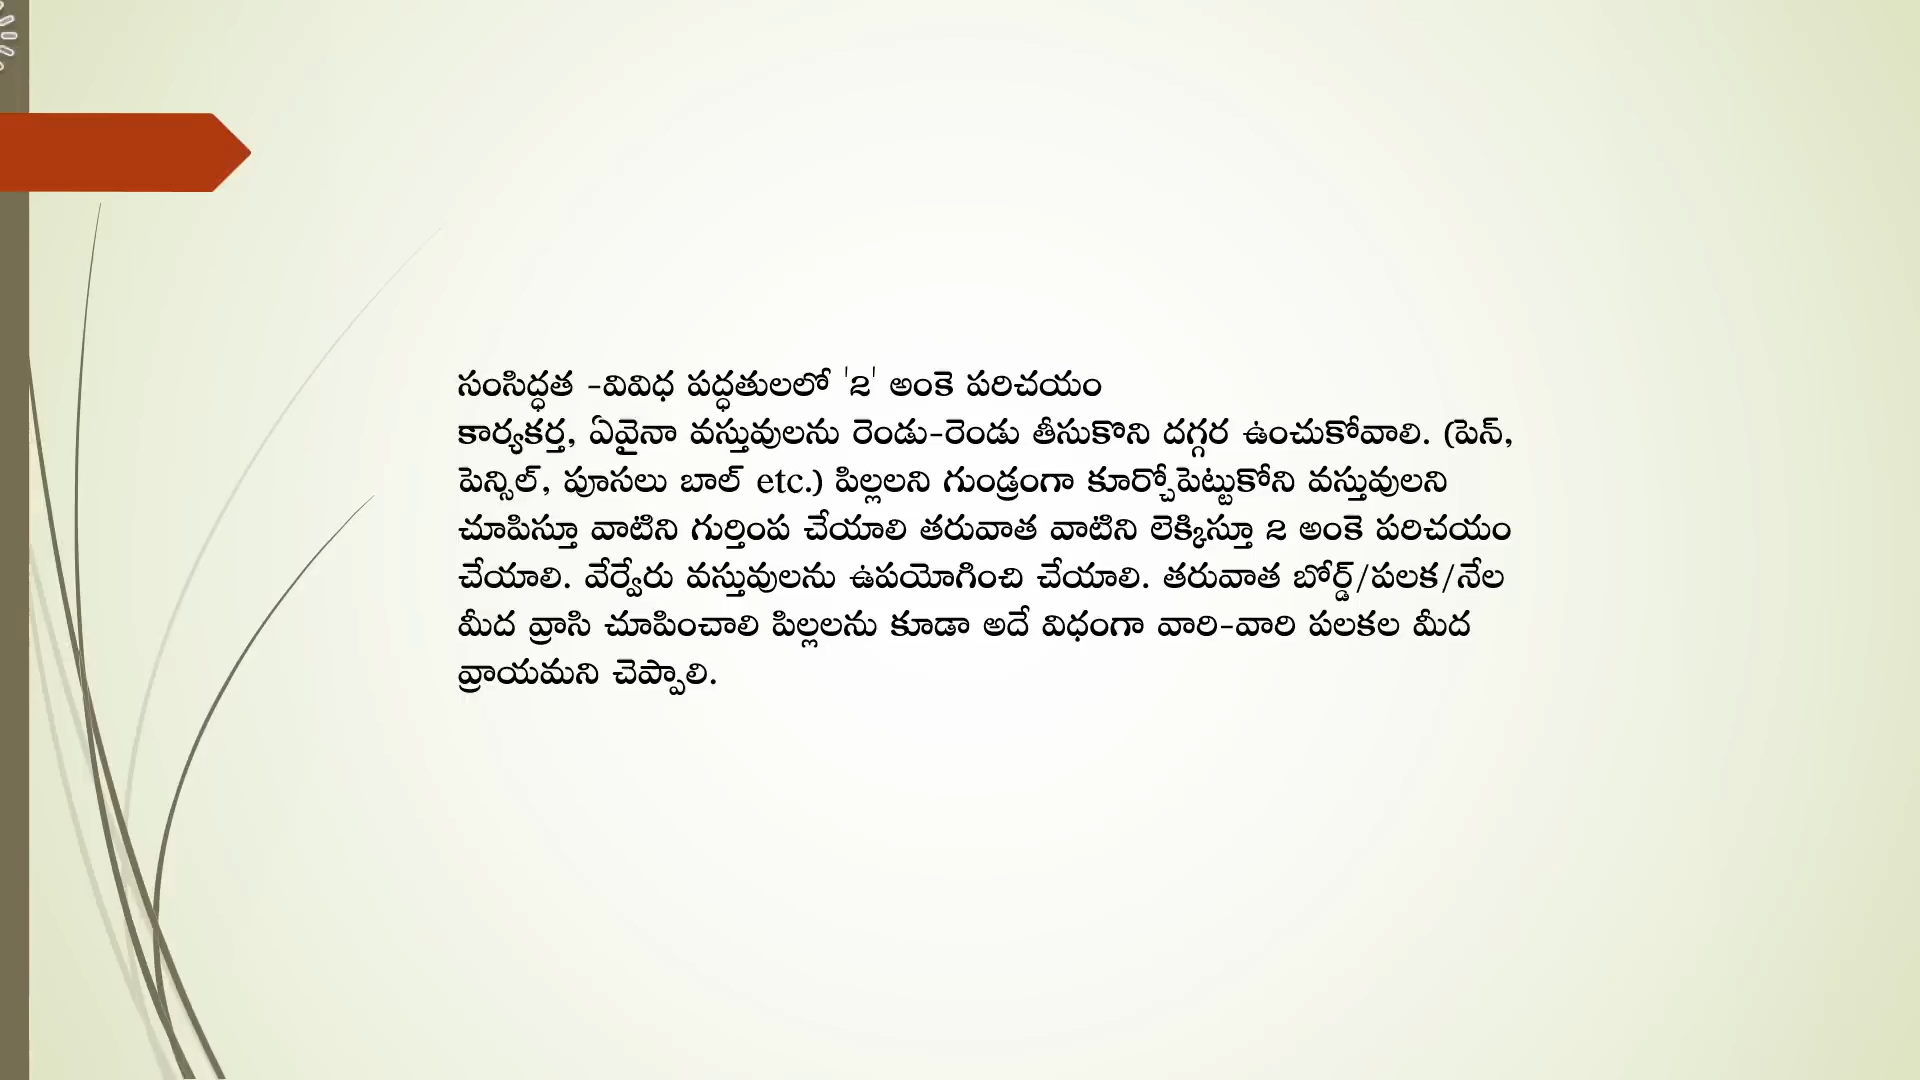 సంసిద్ధత -వివిధ పద్ధతులలో '౨' అంకె పరిచయం
కార్యకర్త, ఏవైనా వస్తువులను రెండు-రెండు తీసుకొని దగ్గర ఉంచుకోవాలి. (పెన్,
పెన్సిల్, పూసలు బాల్ etc.) పిల్లలని గుండ్రంగా కూర్చోపెట్టుకోని వస్తువులని
చూపిస్తూ వాటిని గుర్తింప చేయాలి తరువాత వాటిని లెక్కిస్తూ ౨ అంకె పరిచయం
చేయాలి. వేర్వేరు వస్తువులను ఉపయోగించి చేయాలి. తరువాత బోర్డ్/పలక/నేల
మీద వ్రాసి చూపించాలి పిల్లలను కూడా అదే విధంగా వారి-వారి పలకల మీద
వ్రాయమని చెప్పాలి.